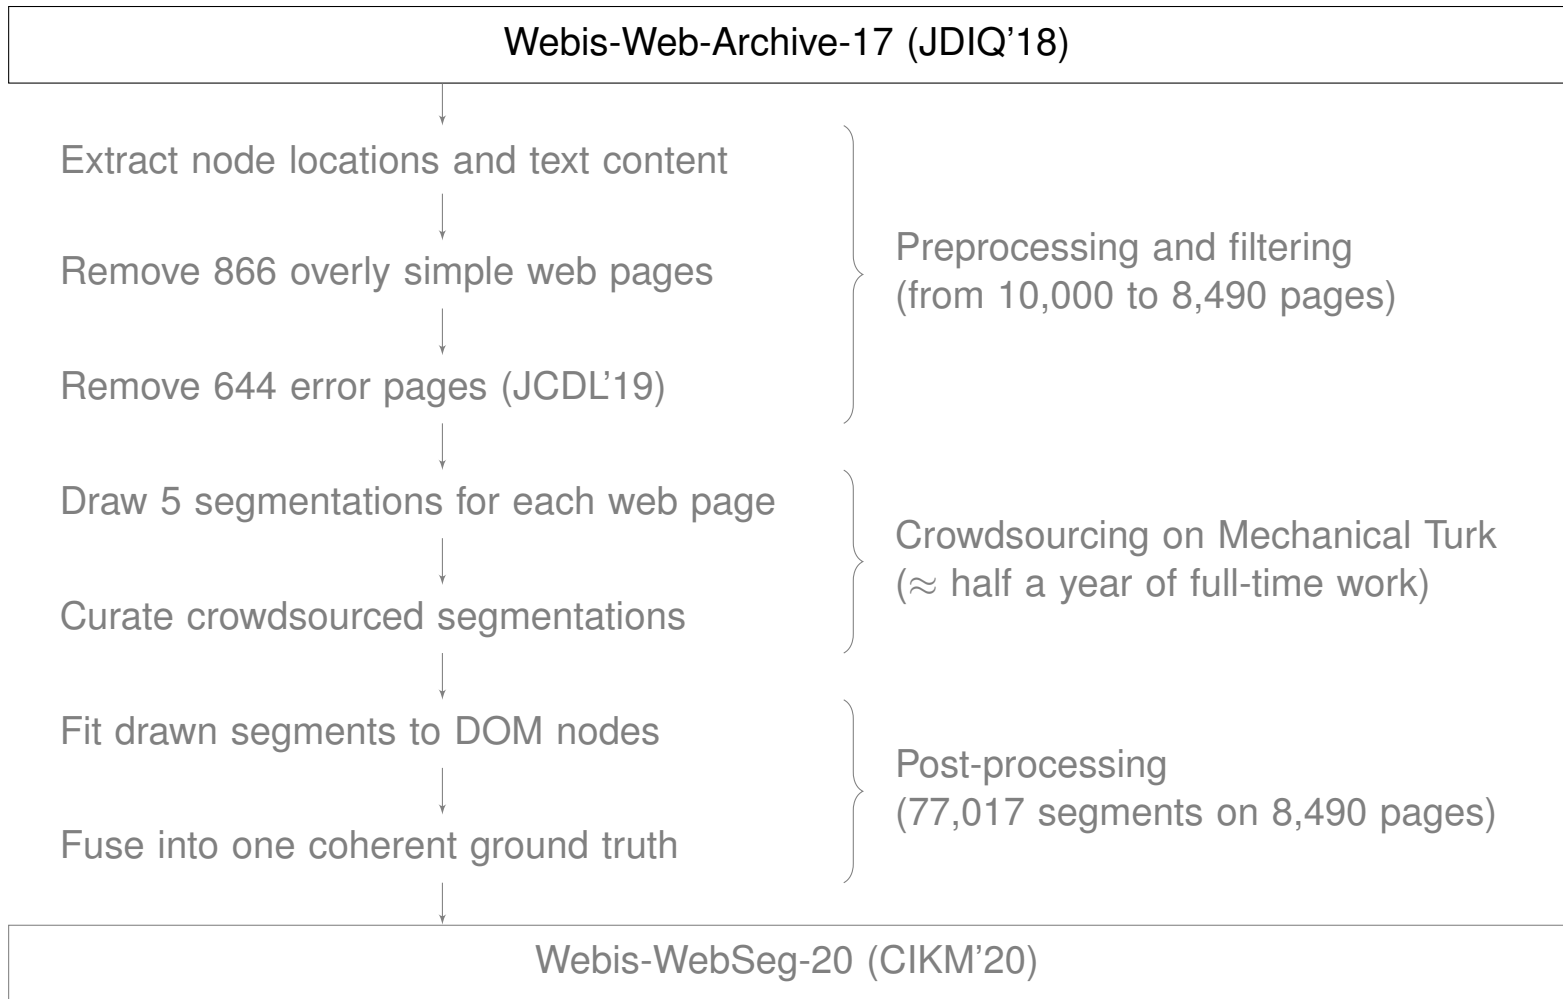 Webis-Web-Archive-17 (JDIQ'18)
Extract node locations and text content
Remove 866 overly simple web pages
Remove 644 error pages (JCDL'19)
Preprocessing and filtering
(from 10,000 to 8,490 pages)
Draw 5 segmentations for each web page
Curate crowdsourced segmentations
Crowdsourcing on Mechanical Turk
(≈ half a year of full-time work)
Fit drawn segments to DOM nodes
Fuse into one coherent ground truth
Post-processing
(77,017 segments on 8,490 pages)
Webis-WebSeg-20 (CIKM'20)